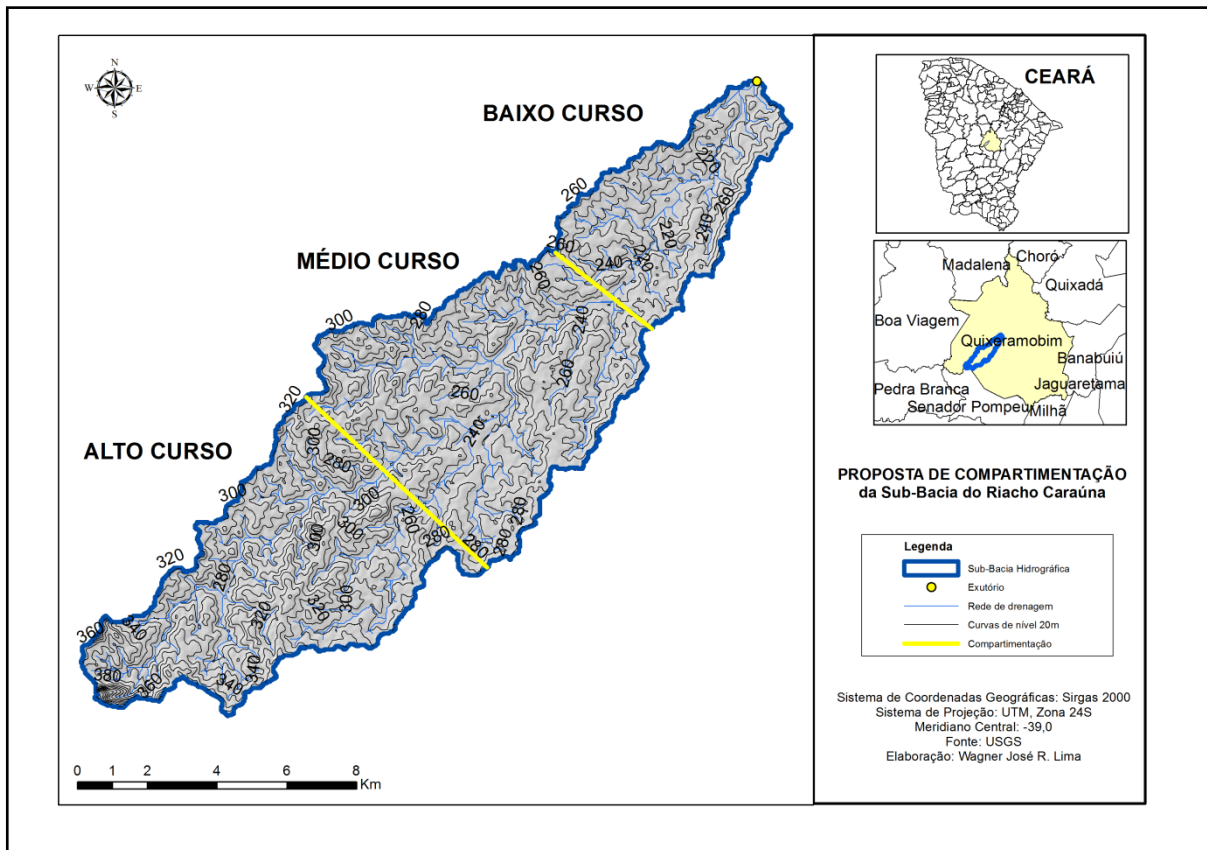 N
W
E
S
BAIXO CURSO
MÉDIO CURSO
ALTO CURSO
220
260
260
240
220
240
260
260
240
220
280
300
240
260
320
260
300
240
280
300
300
260
300
300
280
280
280
280
320
280
320
300
320
360
340
380
360
340
340
0 1 2 4 6 8
Km
CEARÁ
Madalena
Choró
Quixadá
Boa Viagem
Quixeramobim
Banabuiú
Pedra Branca
Jaguaretama
Senador Pompeu
Milhã
PROPOSTA DE COMPARTIMENTAÇÃO
da Sub-Bacia do Riacho Caraúna
Legenda
Sub-Bacia Hidrográfica
Exutório
Rede de drenagem
Curvas de nível 20m
Compartimentação
Sistema de Coordenadas Geográficas: Sirgas 2000
Sistema de Projeção: UTM, Zona 24S
Meridiano Central: -39,0
Fonte: USGS
Elaboração: Wagner José R. Lima